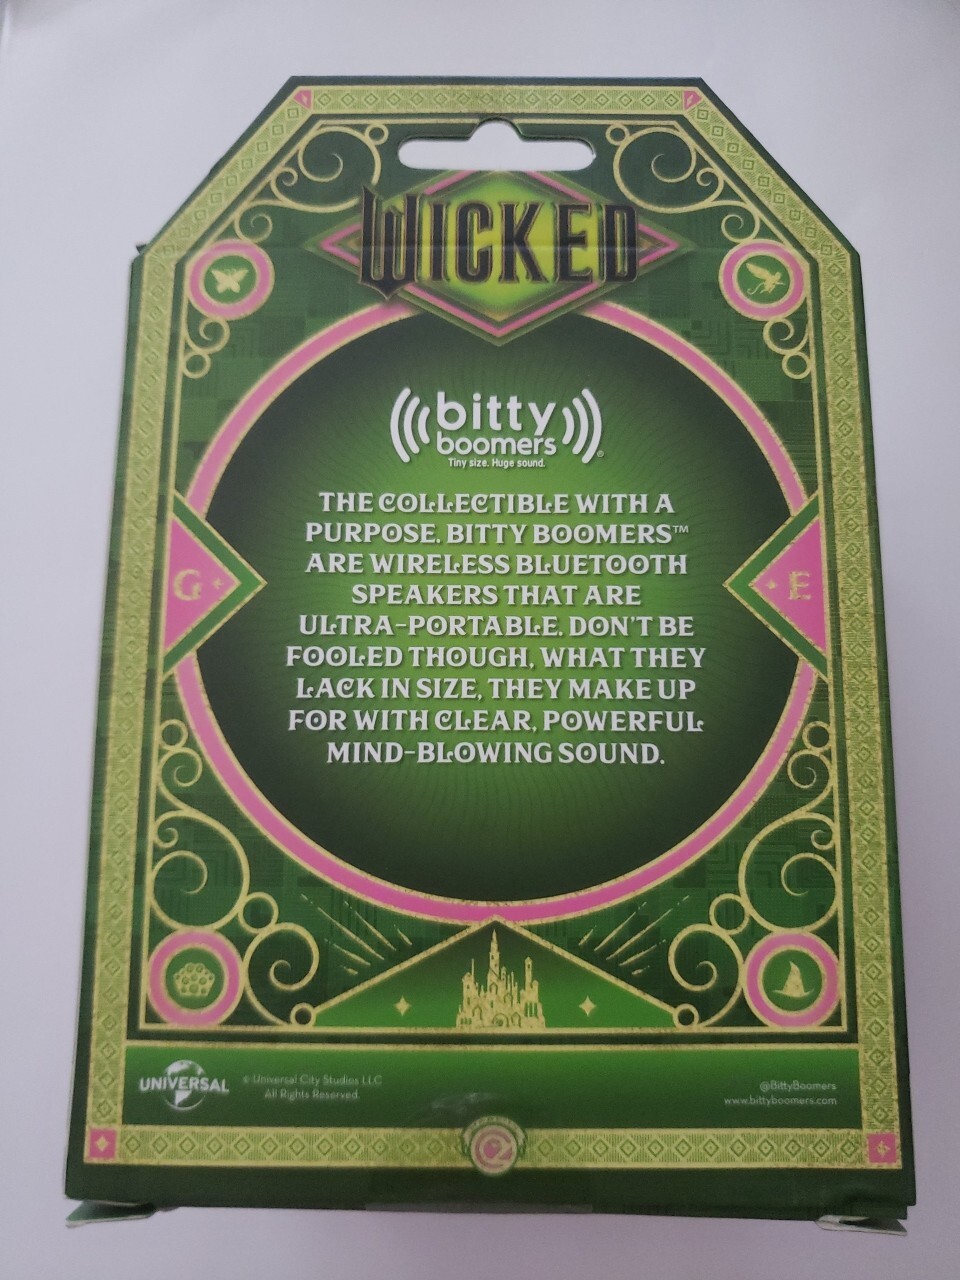 WICKED
bitty
boomers®
Tiny size. Huge sound.
THE COLLECTIBLE WITH A
PURPOSE. BITTY BOOMERS™
ARE WIRELESS BLUETOOTH
SPEAKERS THAT ARE
ULTRA-PORTABLE. DON'T BE
FOOLED THOUGH, WHAT THEY
LACK IN SIZE, THEY MAKE UP
FOR WITH CLEAR, POWERFUL
MIND-BLOWING SOUND.
G
E
UNIVERSAL
© Universal City Studios LLC
All Rights Reserved.
@BittyBoomers
www.bittyboomers.com
OZ